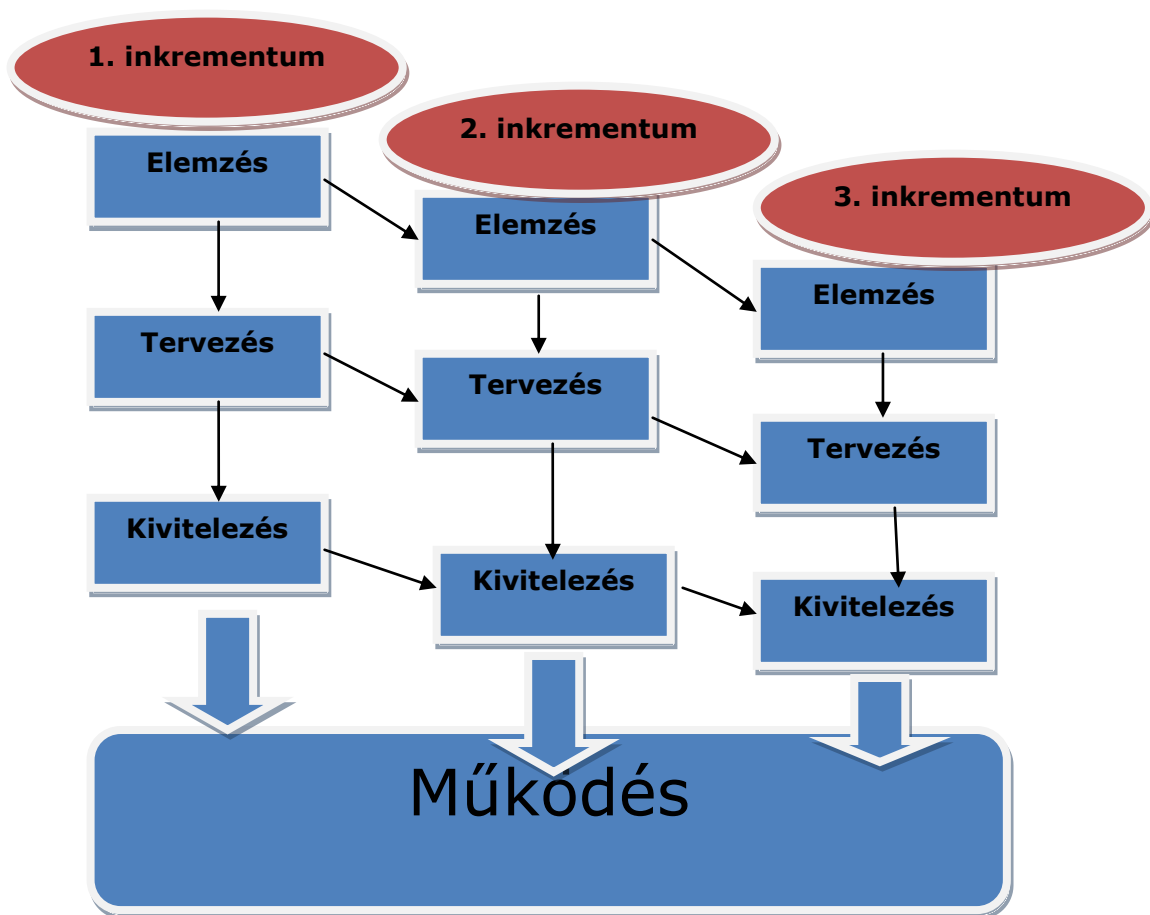 1. inkrementum
2. inkrementum
3. inkrementum
Elemzés
Elemzés
Elemzés
Tervezés
Tervezés
Tervezés
Kivitelezés
Kivitelezés
Kivitelezés
Működés